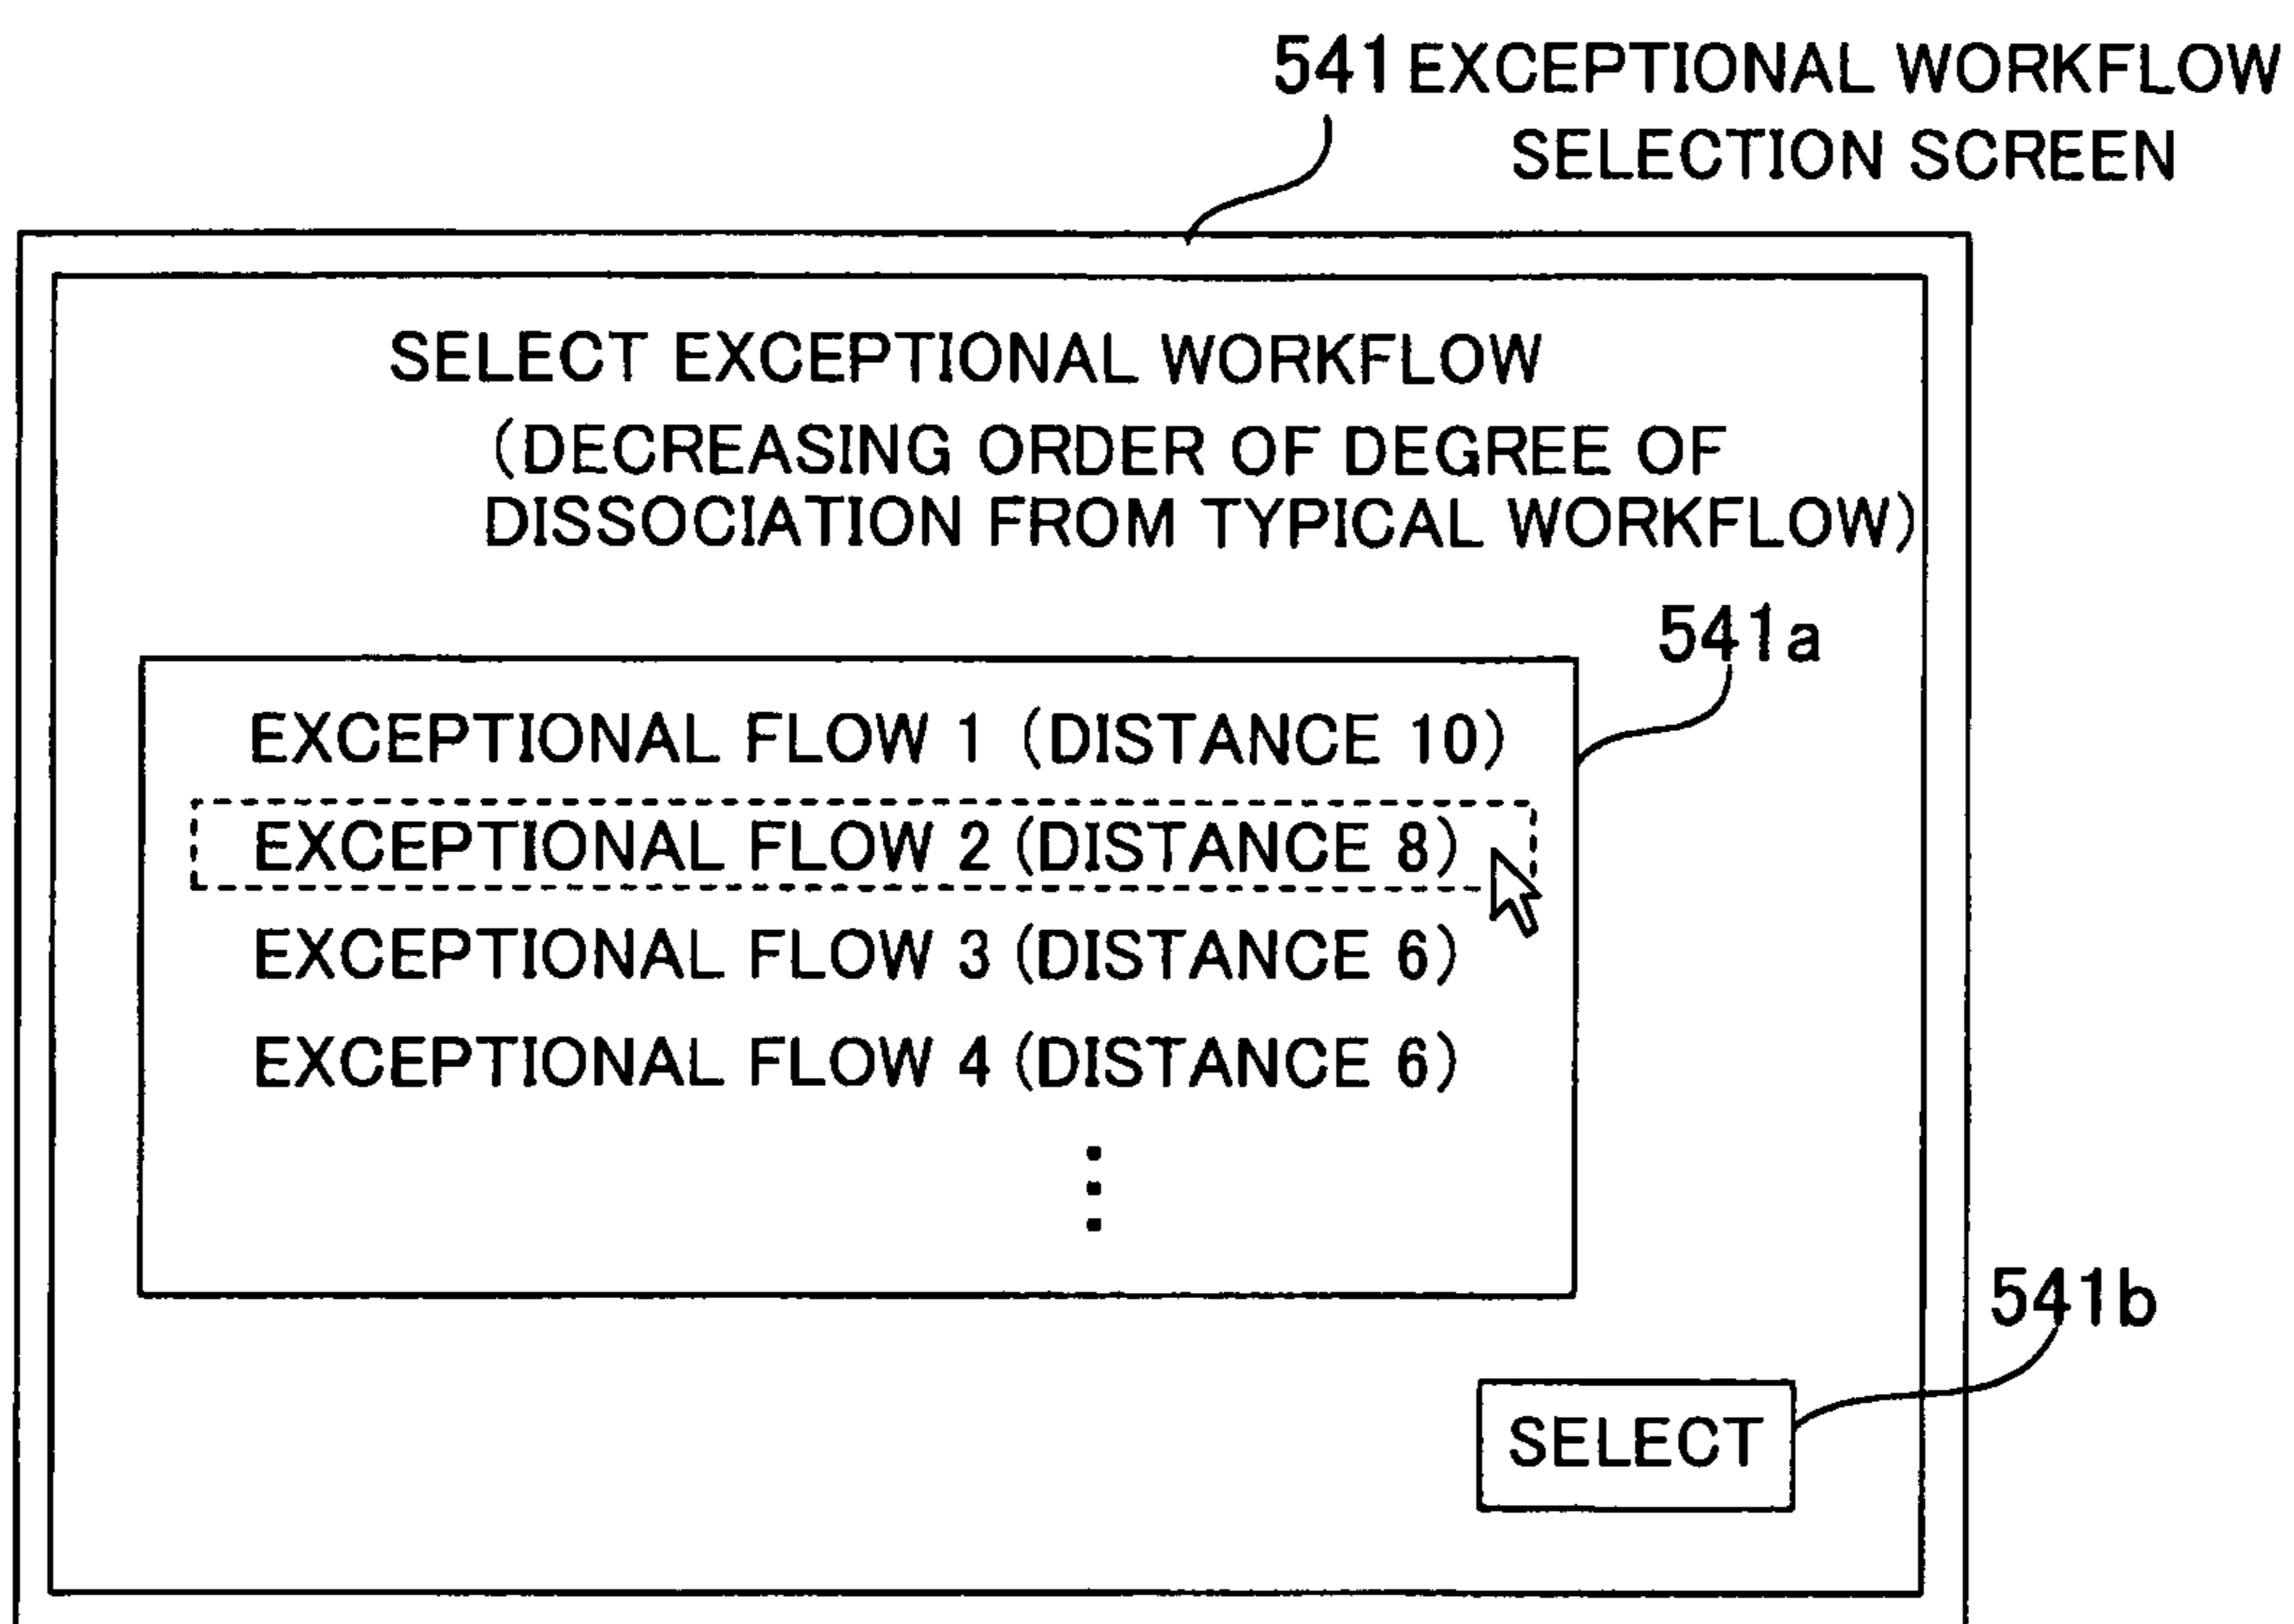 541 EXCEPTIONAL WORKFLOW
SELECTION SCREEN
SELECT EXCEPTIONAL WORKFLOW
(DECREASING ORDER OF DEGREE OF
DISSOCIATION FROM TYPICAL WORKFLOW)
541a
EXCEPTIONAL FLOW 1 (DISTANCE 10)
EXCEPTIONAL FLOW 2 (DISTANCE 8)
EXCEPTIONAL FLOW 3 (DISTANCE 6)
EXCEPTIONAL FLOW 4 (DISTANCE 6)
541b
SELECT